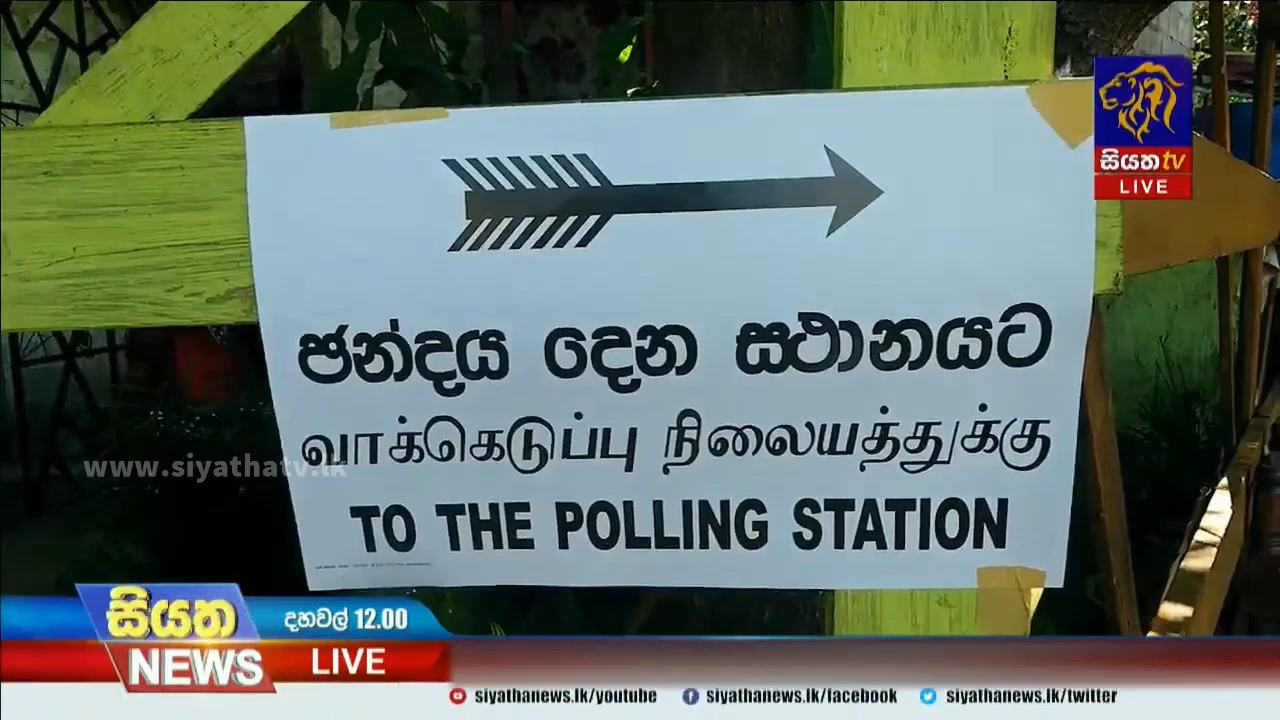 සියත tv
LIVE
ඡන්දය දෙන ස්ථානයට
வாக்கெடுப்பு நிலையத்துக்கு
TO THE POLLING STATION
www.siyathatv.lk
සියත
දහවල් 12.00
NEWS
LIVE
siyathanews.lk/youtube siyathanews.lk/facebook siyathanews.lk/twitter